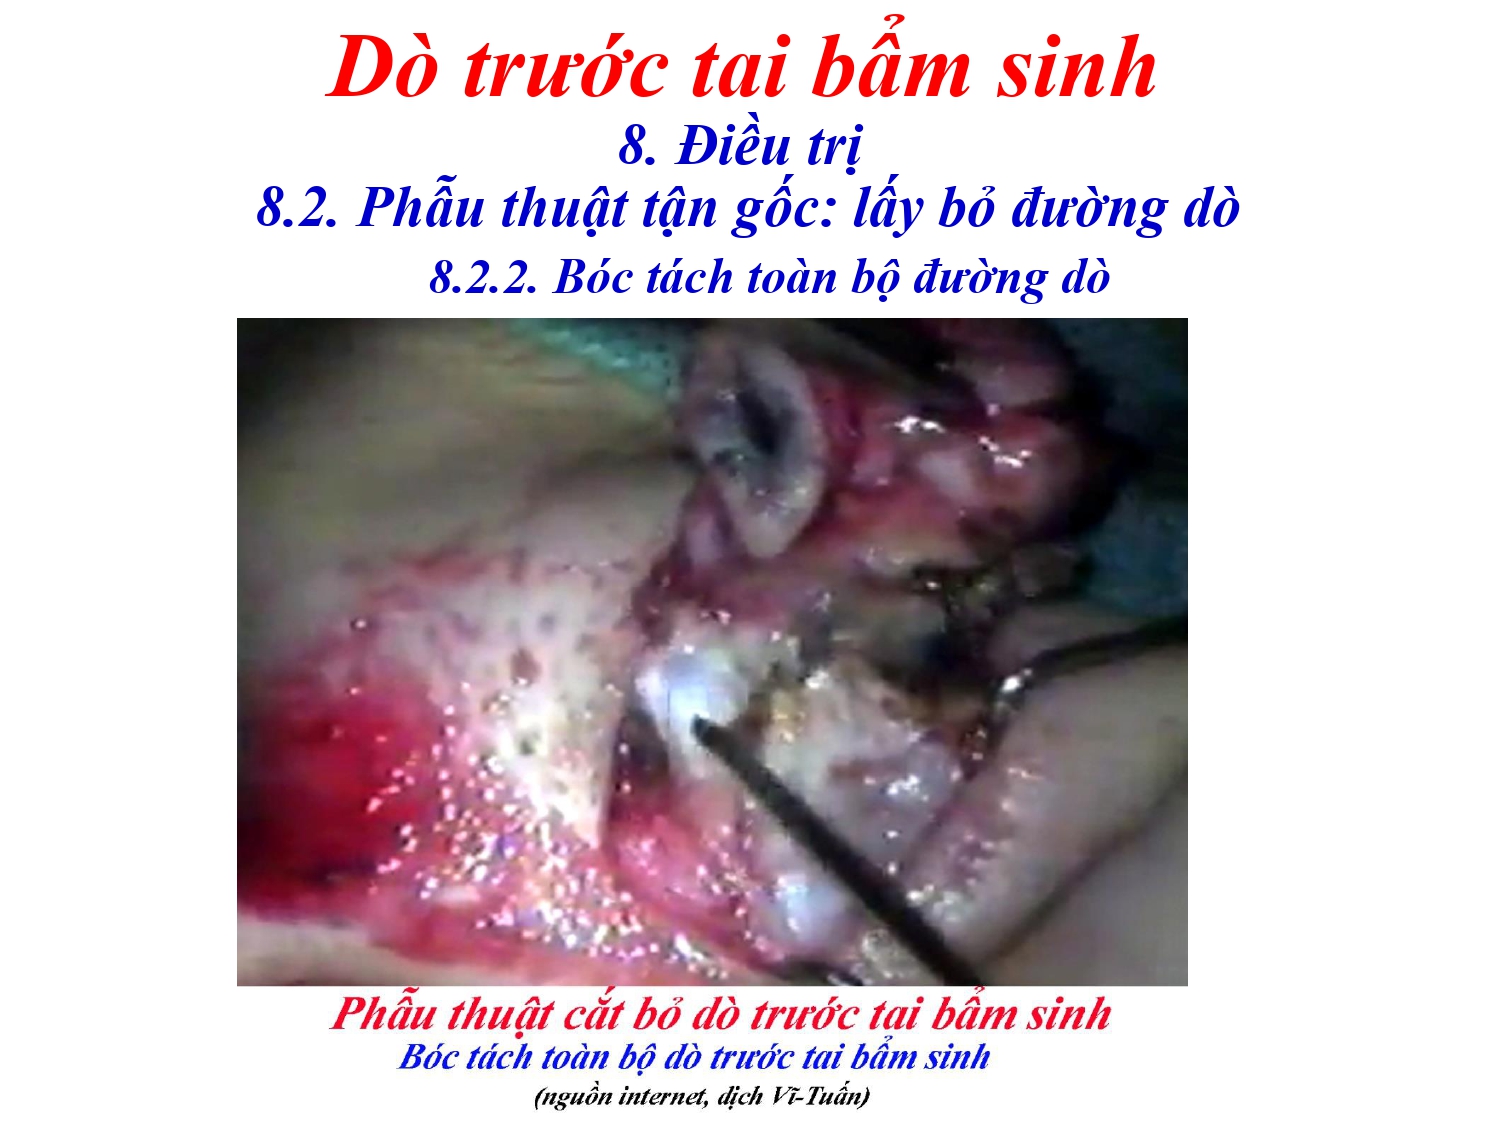 Dò trước tai bẩm sinh
8. Điều trị
8.2. Phẫu thuật tận gốc: lấy bỏ đường dò
8.2.2. Bóc tách toàn bộ đường dò
Phẫu thuật cắt bỏ dò trước tai bẩm sinh
Bóc tách toàn bộ dò trước tai bẩm sinh
(nguồn internet, dịch Vĩ-Tuấn)